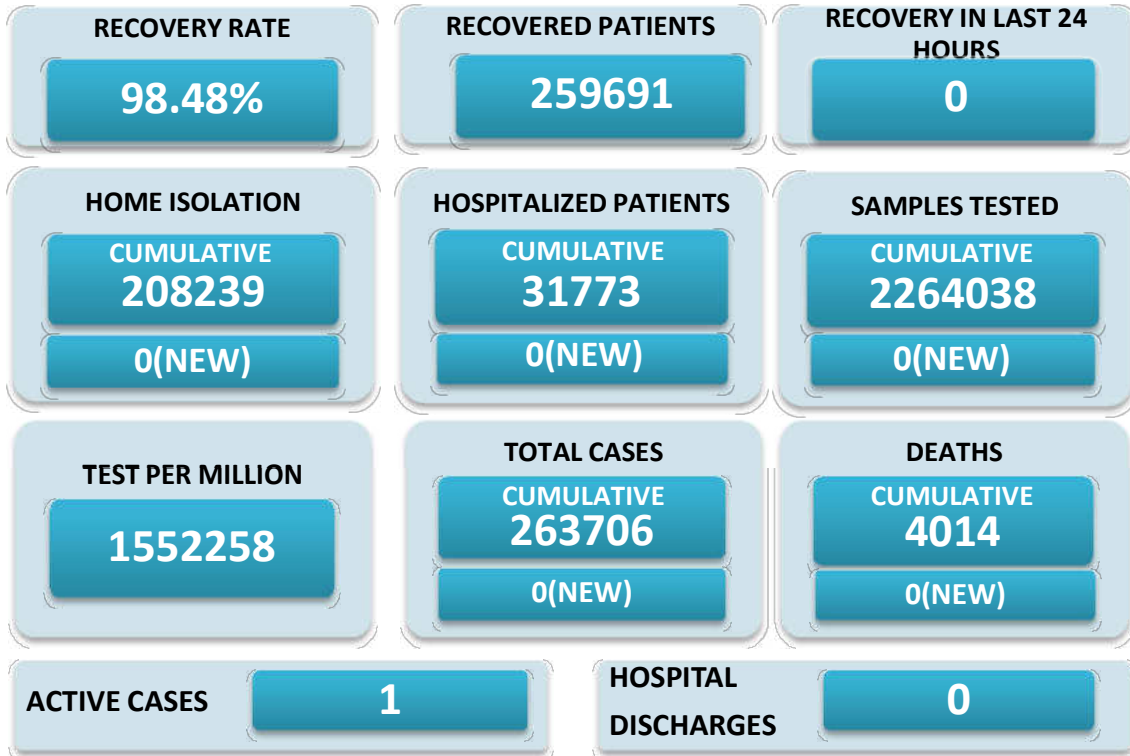 RECOVERY RATE
98.48%
RECOVERED PATIENTS
259691
RECOVERY IN LAST 24
HOURS
0
HOME ISOLATION
CUMULATIVE
208239
0(NEW)
HOSPITALIZED PATIENTS
CUMULATIVE
31773
0(NEW)
SAMPLES TESTED
CUMULATIVE
2264038
0(NEW)
TEST PER MILLION
1552258
TOTAL CASES
CUMULATIVE
263706
0(NEW)
DEATHS
CUMULATIVE
4014
0(NEW)
ACTIVE CASES
1
HOSPITAL
DISCHARGES
0